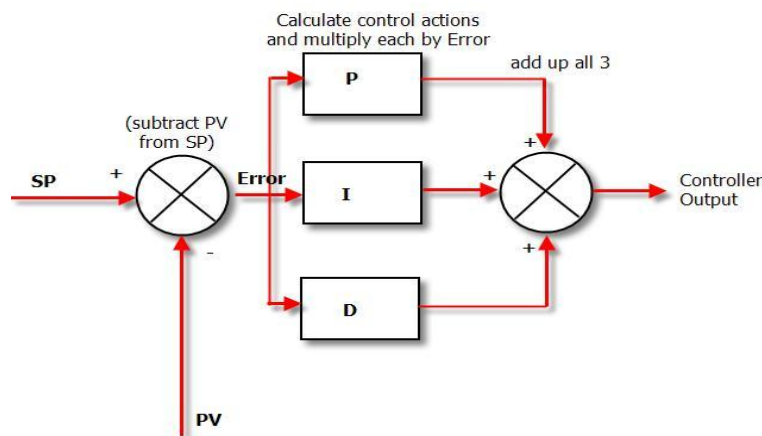 Calculate control actions
and multiply each by Error
P
add up all 3
(subtract PV
from SP)
+
SP
+
Error
I
+
Controller
Output
-
+
D
PV